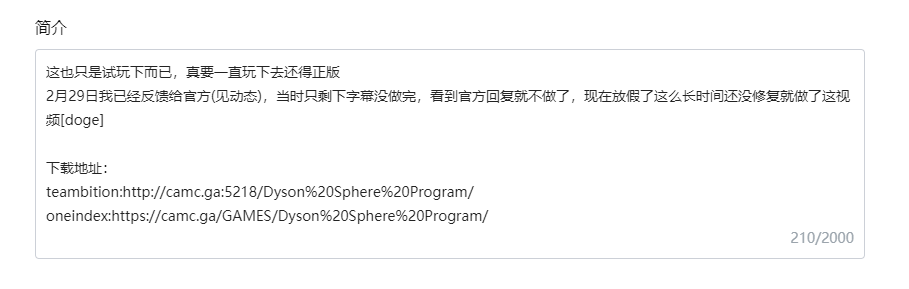 简介
这也只是试玩下而已，真要一直玩下去还得正版
2月29日我已经反馈给官方(见动态)，当时只剩下字幕没做完，看到官方回复就不做了，现在放假了这么长时间还没修复就做了这视
频[doge]
下载地址：
teambition:http://camc.ga:5218/Dyson%20Sphere%20Program/
oneindex:https://camc.ga/GAMES/Dyson%20Sphere%20Program/
210/2000